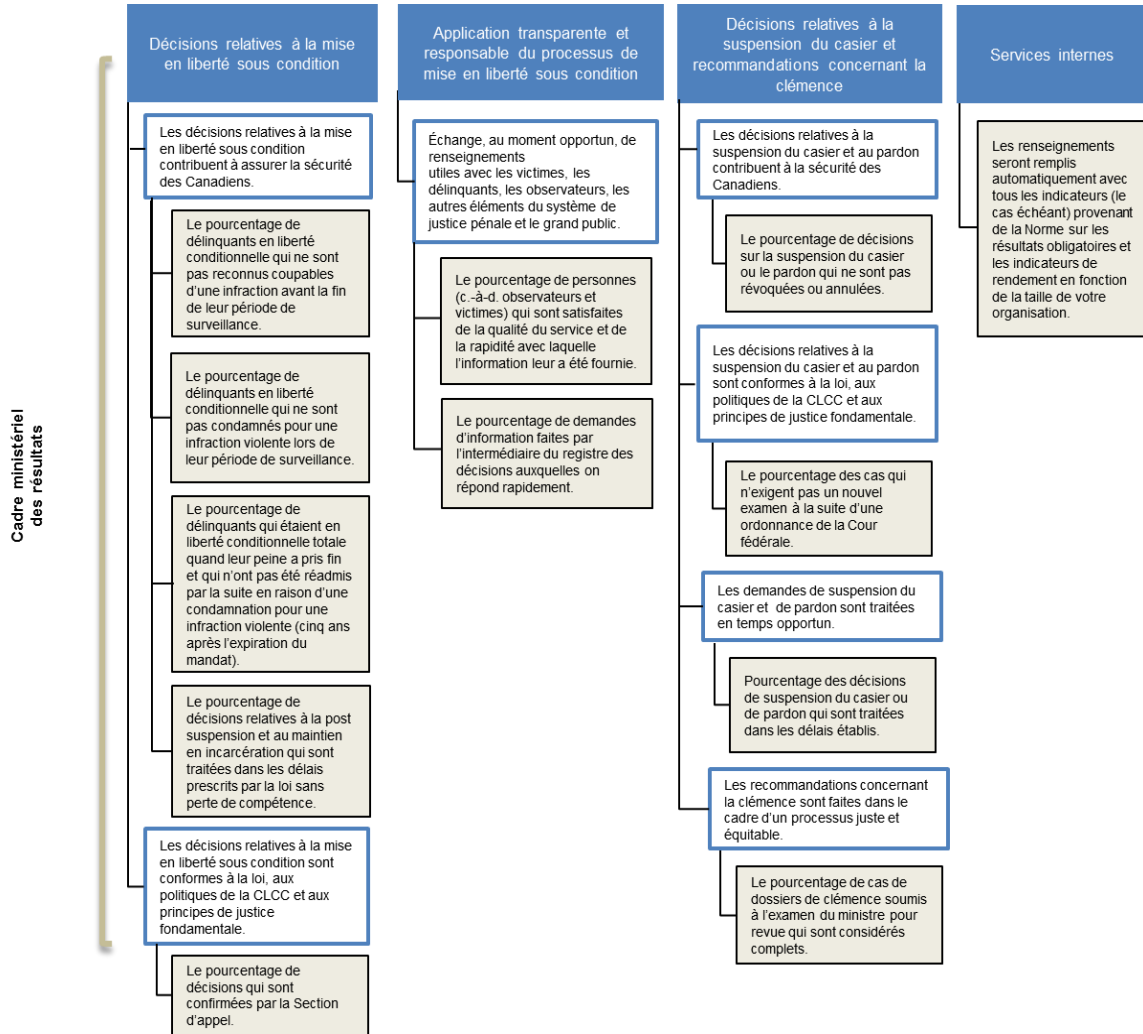 Cadre ministériel
des résultats
Décisions relatives à la mise
en liberté sous condition
Les décisions relatives à la mise
en liberté sous condition
contribuent à assurer la sécurité
des Canadiens.
Le pourcentage de
délinquants en liberté
conditionnelle qui ne sont
pas reconnus coupables
d’une infraction avant la fin
de leur période de
surveillance.
Le pourcentage de
délinquants en liberté
conditionnelle qui ne sont
pas condamnés pour une
infraction violente lors de
leur période de surveillance.
Le pourcentage de
délinquants qui étaient en
liberté conditionnelle totale
quand leur peine a pris fin
et qui n’ont pas été réadmis
par la suite en raison d’une
condamnation pour une
infraction violente (cinq ans
après l’expiration du
mandat).
Le pourcentage de
décisions relatives à la post
suspension et au maintien
en incarcération qui sont
traitées dans les délais
prescrits par la loi sans
perte de compétence.
Les décisions relatives à la mise
en liberté sous condition sont
conformes à la loi, aux
politiques de la CLCC et aux
principes de justice
fondamentale.
Le pourcentage de
décisions qui sont
confirmées par la Section
d’appel.
Application transparente et
responsable du processus de
mise en liberté sous condition
Échange, au moment opportun, de
renseignements
utiles avec les victimes, les
délinquants, les observateurs, les
autres éléments du système de
justice pénale et le grand public.
Le pourcentage de personnes
(c.-à-d. observateurs et
victimes) qui sont satisfaites
de la qualité du service et de
la rapidité avec laquelle
l’information leur a été fournie.
Le pourcentage de demandes
d’information faites par
l’intermédiaire du registre des
décisions auxquelles on
répond rapidement.
Décisions relatives à la
suspension du casier et
recommandations concernant la
clémence
Les décisions relatives à la
suspension du casier et au pardon
contribuent à la sécurité des
Canadiens.
Le pourcentage de décisions
sur la suspension du casier
ou le pardon qui ne sont pas
révoquées ou annulées.
Les décisions relatives à la
suspension du casier et au pardon
sont conformes à la loi, aux
politiques de la CLCC et aux
principes de justice fondamentale.
Le pourcentage des cas qui
n’exigent pas un nouvel
examen à la suite d’une
ordonnance de la Cour
fédérale.
Les demandes de suspension du
casier et de pardon sont traitées
en temps opportun.
Pourcentage des décisions
de suspension du casier ou
de pardon qui sont traitées
dans les délais établis.
Les recommandations concernant
la clémence sont faites dans le
cadre d’un processus juste et
équitable.
Le pourcentage de cas de
dossiers de clémence soumis
à l’examen du ministre pour
revue qui sont considérés
complets.
Services internes
Les renseignements
seront remplis
automatiquement avec
tous les indicateurs (le
cas échéant) provenant
de la Norme sur les
résultats obligatoires et
les indicateurs de
rendement en fonction
de la taille de votre
organisation.